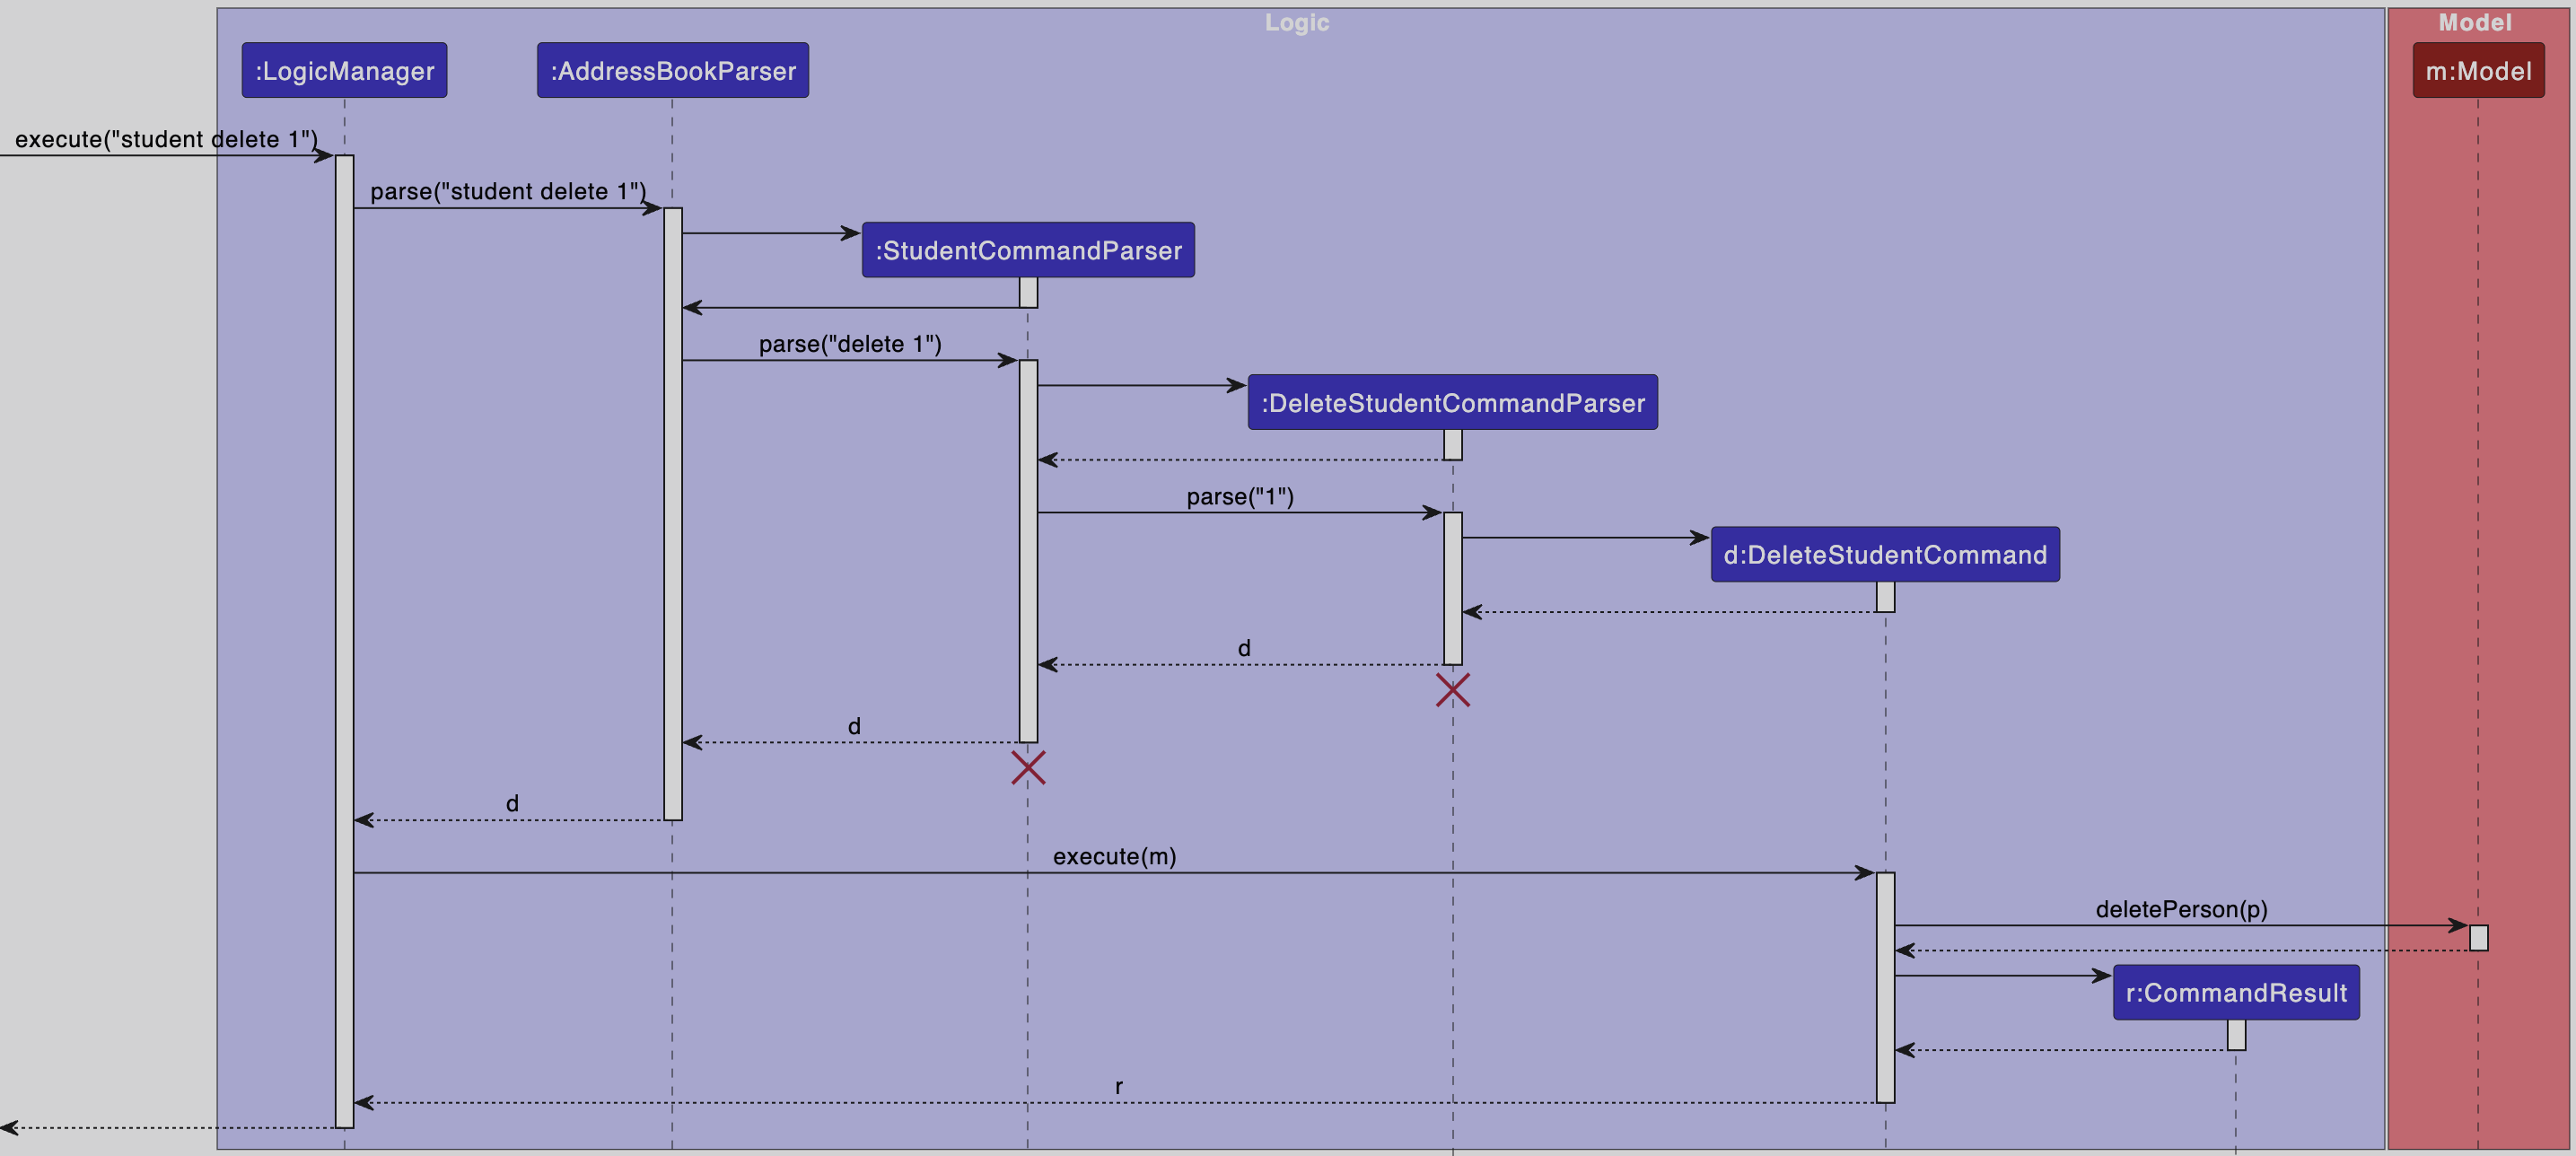 Logic
Model
:LogicManager
:AddressBookParser
m:Model
execute("student delete 1")
parse("student delete 1")
:StudentCommandParser
parse("delete 1")
:DeleteStudentCommandParser
parse("1")
d:DeleteStudentCommand
d
d
d
execute(m)
deletePerson(p)
r:CommandResult
r